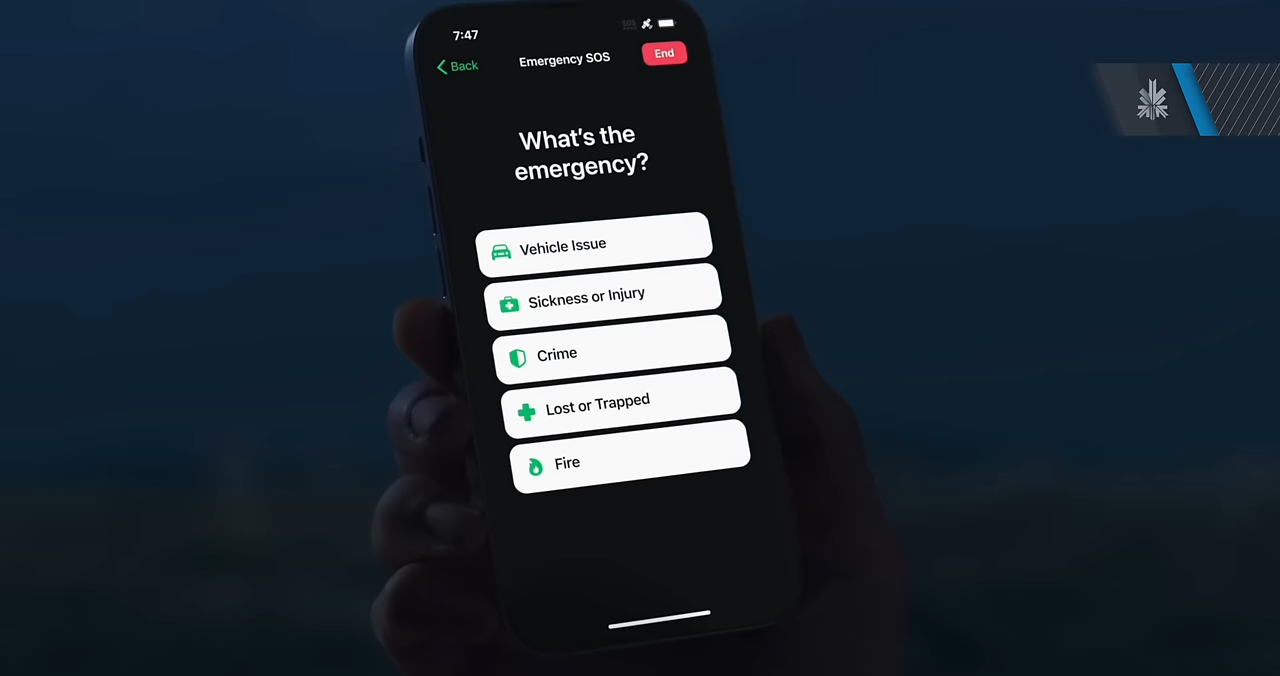 7:47
SOS
Back
Emergency SOS
End
What's the
emergency?
Vehicle Issue
Sickness or Injury
Crime
Lost or Trapped
Fire